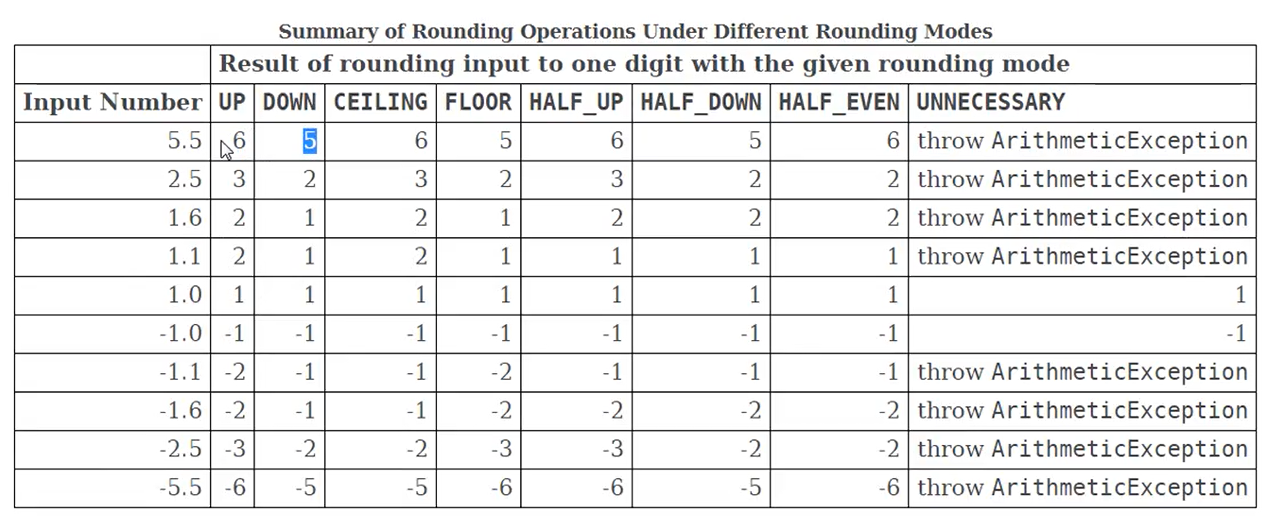 Summary of Rounding Operations Under Different Rounding Modes
Result of rounding input to one digit with the given rounding mode
Input Number UP DOWN CEILING FLOOR HALF_UP HALF_DOWN HALF_EVEN UNNECESSARY
5.5 6 5 6 5 6 5 6 throw ArithmeticException
2.5 3 2 3 2 3 2 2 throw ArithmeticException
1.6 2 1 2 1 2 2 2 throw ArithmeticException
1.1 2 1 2 1 1 1 1 throw ArithmeticException
1.0 1 1 1 1 1 1 1 1
-1.0 -1 -1 -1 -1 -1 -1 -1 -1
-1.1 -2 -1 -1 -2 -1 -1 -1 throw ArithmeticException
-1.6 -2 -1 -1 -2 -2 -2 -2 throw ArithmeticException
-2.5 -3 -2 -2 -3 -3 -2 -2 throw ArithmeticException
-5.5 -6 -5 -5 -6 -6 -5 -6 throw ArithmeticException